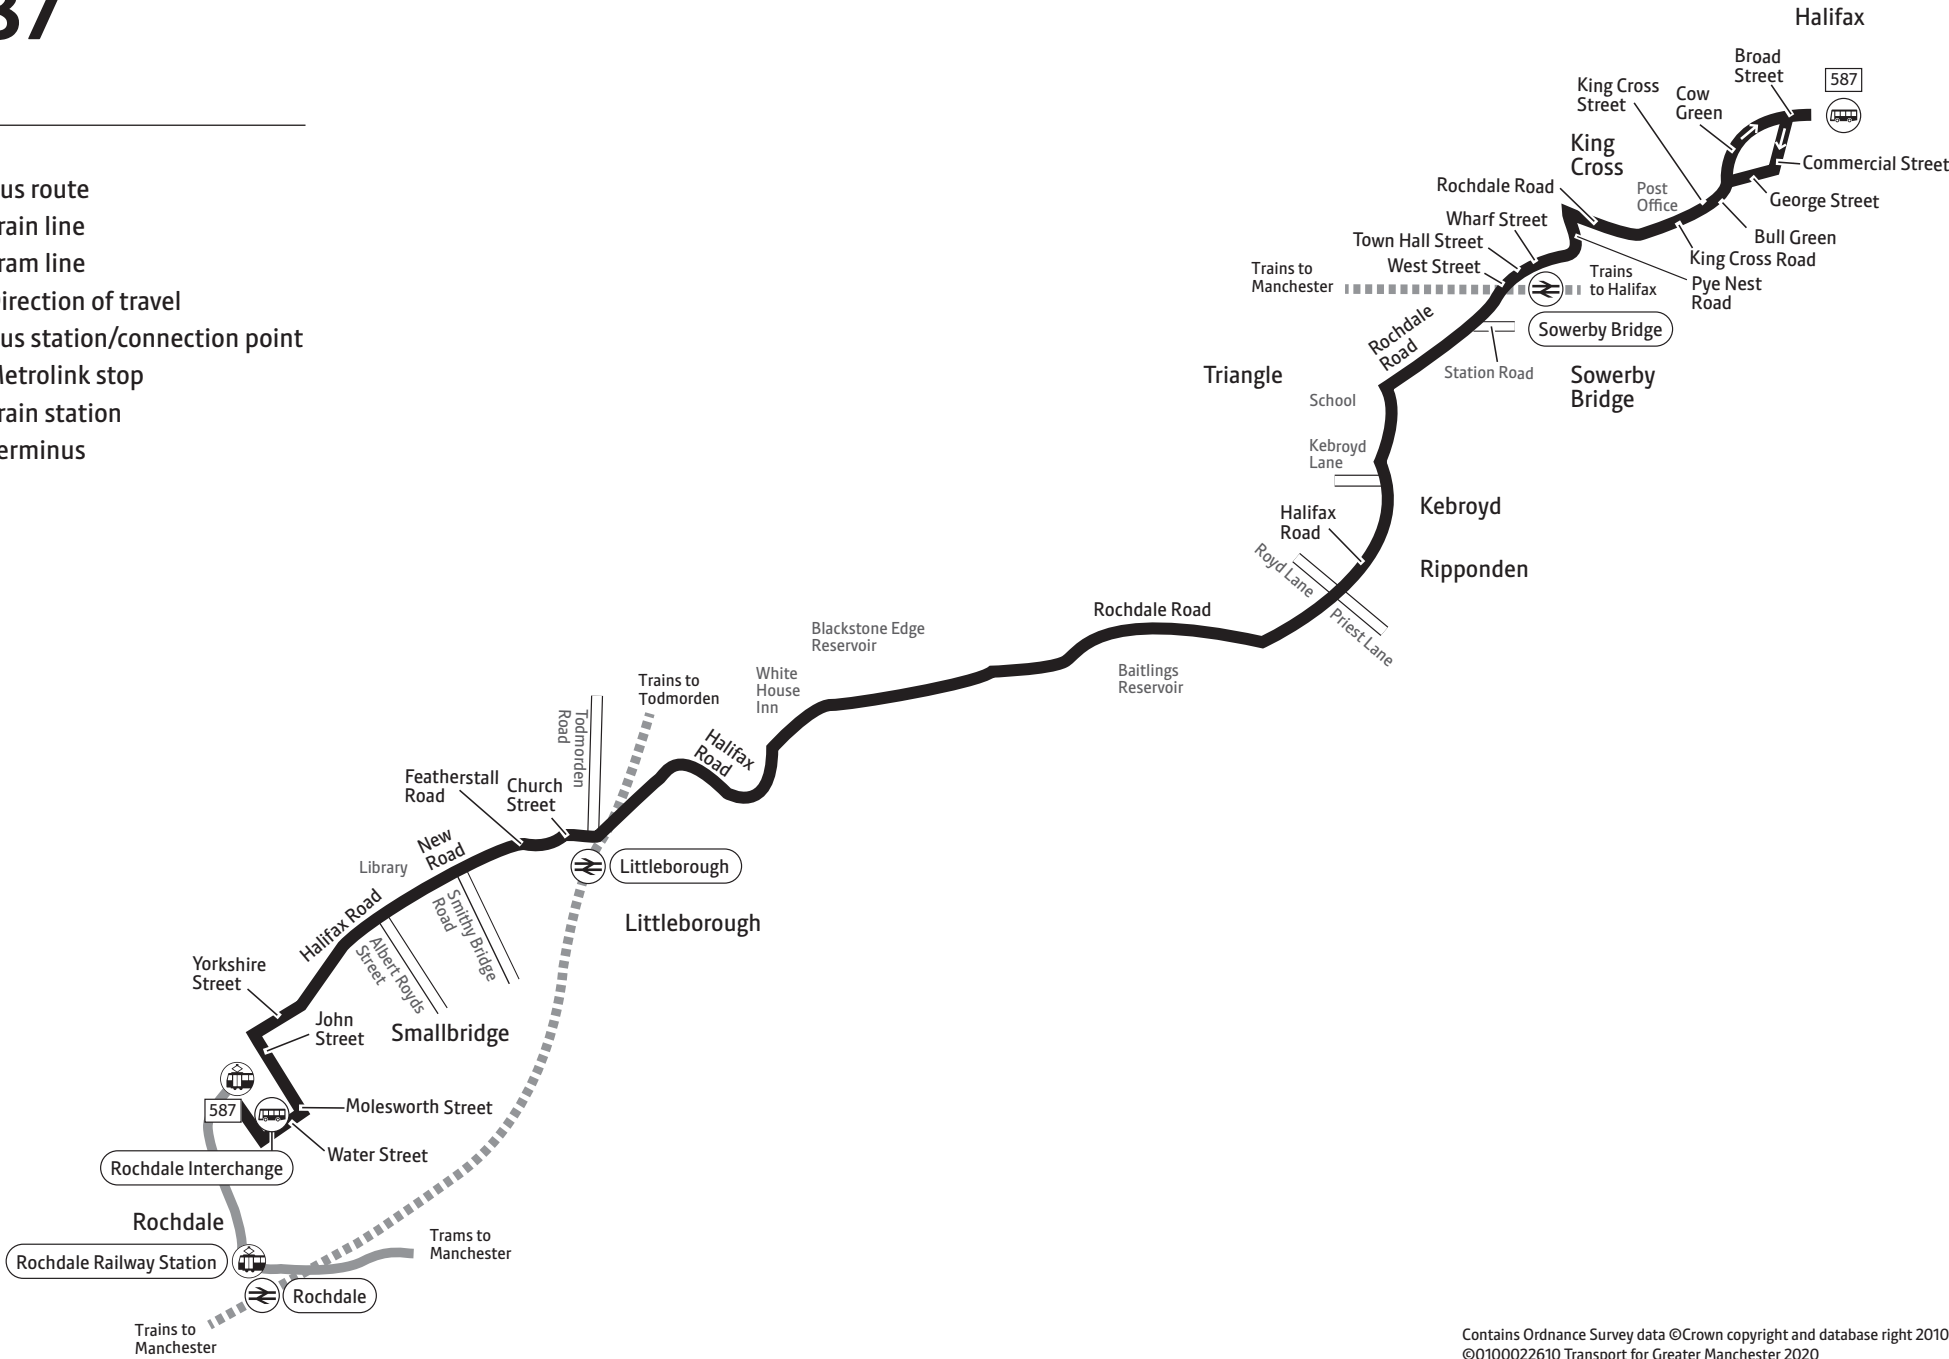 87
us route
rain line
ram line
irection of travel
us station/connection point
Metrolink stop
rain station
erminus
Halifax
Broad
Street
587
King Cross
Street
Cow
Green
King
Cross
Commercial Street
Rochdale Road
Post
Office
George Street
Wharf Street
Bull Green
Town Hall Street
King Cross Road
West Street
Trains to
Manchester
Trains
to Halifax
Pye Nest
Road
Rochdale
Road
Sowerby Bridge
Station Road
Triangle
Sowerby
Bridge
School
Kebroyd
Lane
Kebroyd
Halifax
Road
Royd Lane
Ripponden
Priest Lane
Rochdale Road
Blackstone Edge
Reservoir
Baitlings
Reservoir
White
House
Inn
Trains to
Todmorden
Todmorden
Road
Halifax
Road
Featherstall
Road
Church
Street
New
Road
Library
Littleborough
Littleborough
Smithy Bridge
Road
Halifax Road
Albert Royds
Street
Yorkshire
Street
John
Street
Smallbridge
587
Molesworth Street
Water Street
Rochdale Interchange
Rochdale
Trams to
Manchester
Rochdale Railway Station
Rochdale
Trains to
Manchester
Contains Ordnance Survey data ©Crown copyright and database right 2010
©0100022610 Transport for Greater Manchester 2020